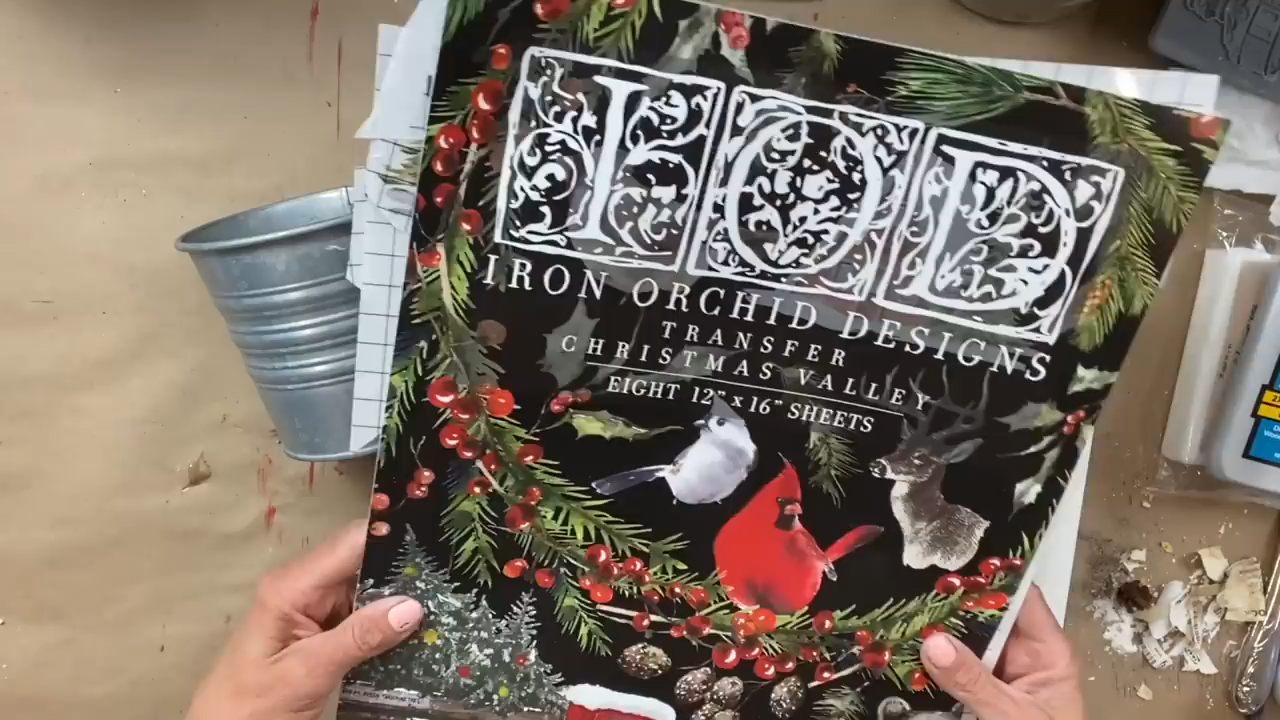 IOD
IRON ORCHID DESIGNS
TRANSFER
CHRISTMAS VALLEY
EIGHT 12" x 16" SHEETS